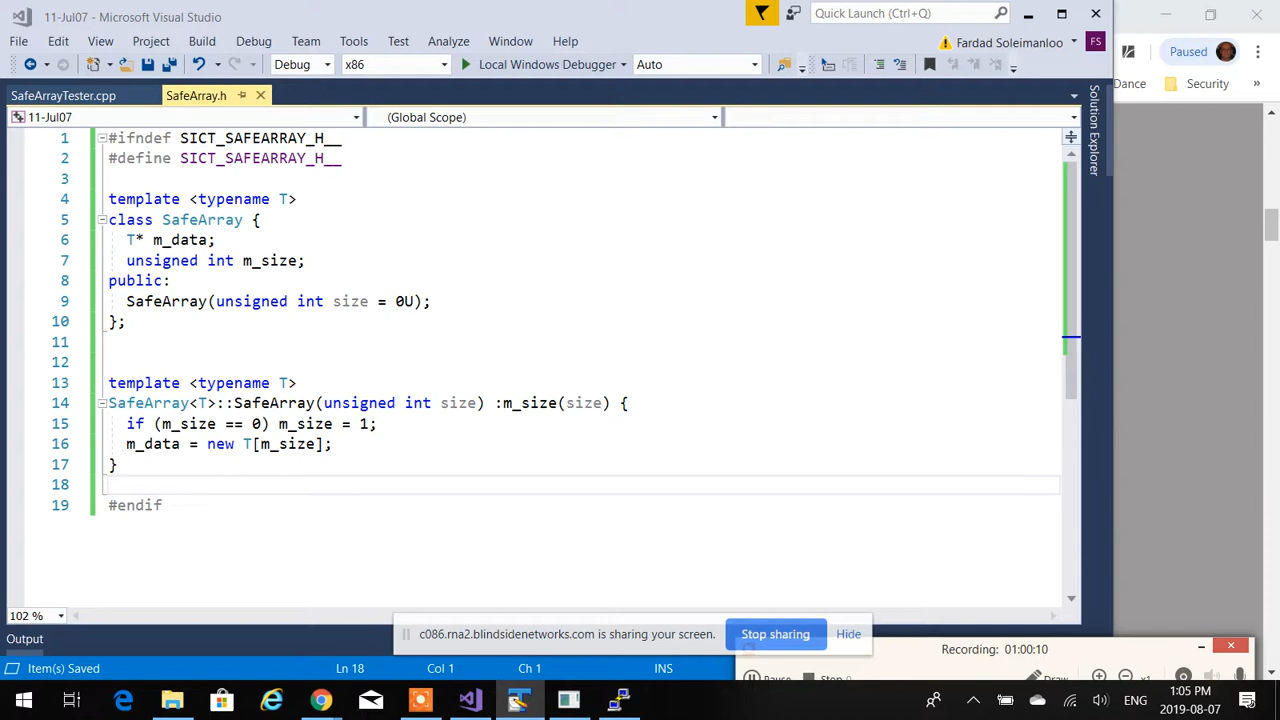 11-Jul07 - Microsoft Visual Studio
Quick Launch (Ctrl+Q)
File Edit View Project Build Debug Team Tools Test Analyze Window Help
Fardad Soleimanloo FS
Paused
Debug x86 Local Windows Debugger Auto
Dance Security »
SafeArrayTester.cpp SafeArray.h
11-Jul07 (Global Scope)
Solution Explorer
1 #ifndef SICT_SAFEARRAY_H__
2 #define SICT_SAFEARRAY_H__
3
4 template <typename T>
5 class SafeArray {
6 T* m_data;
7 unsigned int m_size;
8 public:
9 SafeArray(unsigned int size = 0U);
10 };
11
12
13 template <typename T>
14 SafeArray<T>::SafeArray(unsigned int size) :m_size(size) {
15 if (m_size == 0) m_size = 1;
16 m_data = new T[m_size];
17 }
18
19 #endif
102 %
c086.rna2.blindsidenetworks.com is sharing your screen. Stop sharing Hide
Output
Recording: 01:00:10
Item(s) Saved Ln 18 Col 1 Ch 1 INS
Pause Stop Draw x1
ENG 1:05 PM
2019-08-07